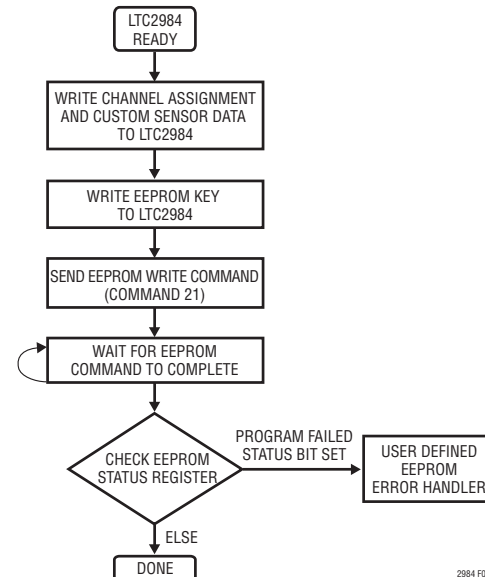 LTC2984
READY
WRITE CHANNEL ASSIGNMENT
AND CUSTOM SENSOR DATA
TO LTC2984
WRITE EEPROM KEY
TO LTC2984
SEND EEPROM WRITE COMMAND
(COMMAND 21)
WAIT FOR EEPROM
COMMAND TO COMPLETE
CHECK EEPROM
STATUS REGISTER
PROGRAM FAILED
STATUS BIT SET
USER DEFINED
EEPROM
ERROR HANDLER
ELSE
DONE
2984 F0